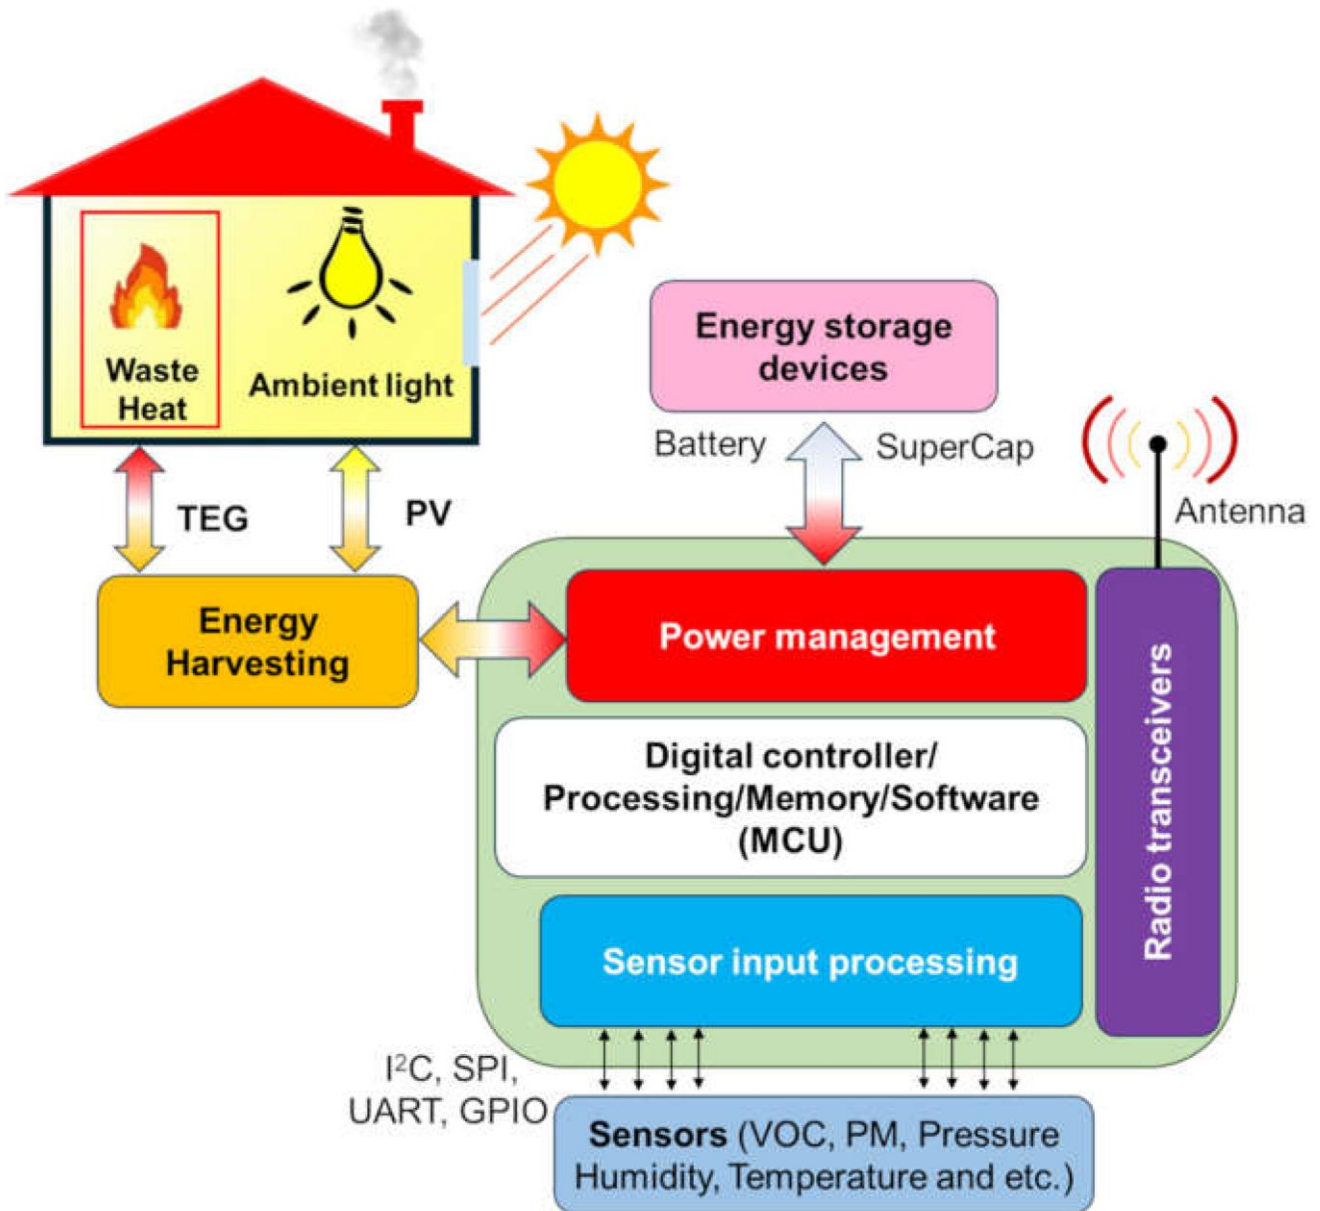 Waste
Heat
Ambient light
Energy storage
devices
Battery
SuperCap
Antenna
TEG
PV
Energy
Harvesting
Power management
Digital controller/
Processing/Memory/Software
(MCU)
Radio transceivers
Sensor input processing
I²C, SPI,
UART, GPIO
Sensors (VOC, PM, Pressure
Humidity, Temperature and etc.)